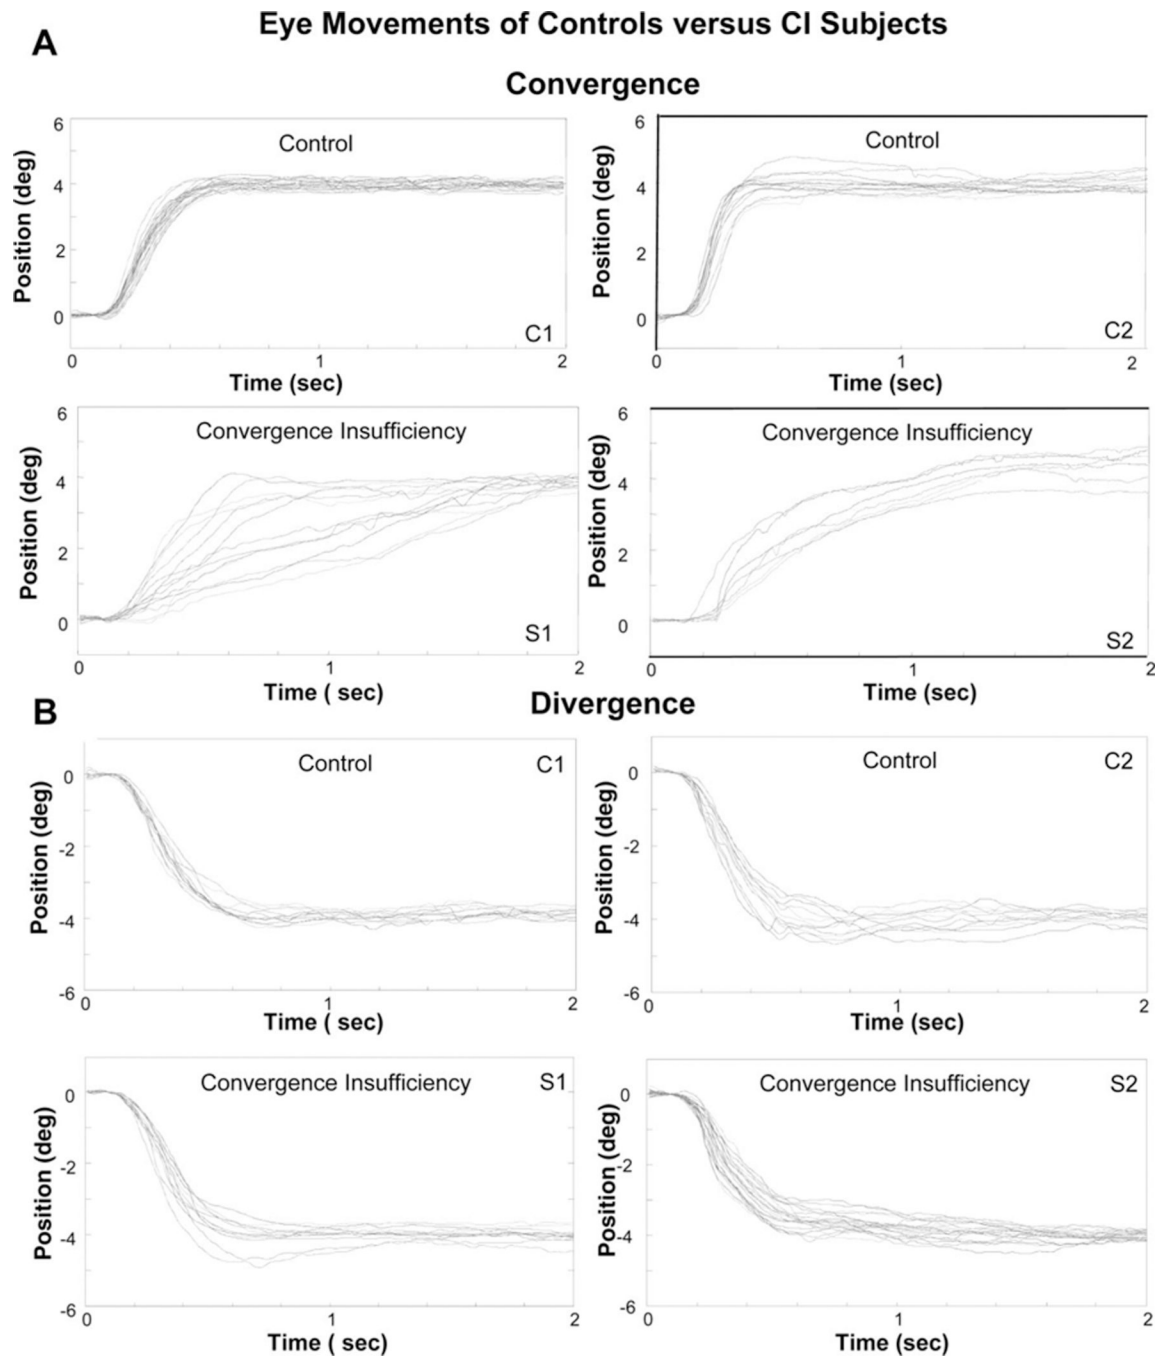 Eye Movements of Controls versus CI Subjects
A
Convergence
6
4
2
0
Position (deg)
Control
C1
0 1 2
Time (sec)
6
4
2
0
Position (deg)
Control
C2
0 1 2
Time (sec)
6
4
2
0
Position (deg)
Convergence Insufficiency
S1
0 1 2
Time ( sec)
6
4
2
0
Position (deg)
Convergence Insufficiency
S2
0 1 2
Time (sec)
B
Divergence
0
-2
-4
-6
Position (deg)
Control
C1
0 1 2
Time ( sec)
0
-2
-4
-6
Position (deg)
Control
C2
0 1 2
Time (sec)
0
-2
-4
-6
Position (deg)
Convergence Insufficiency
S1
0 1 2
Time ( sec)
0
-2
-4
-6
Position (deg)
Convergence Insufficiency
S2
0 1 2
Time (sec)